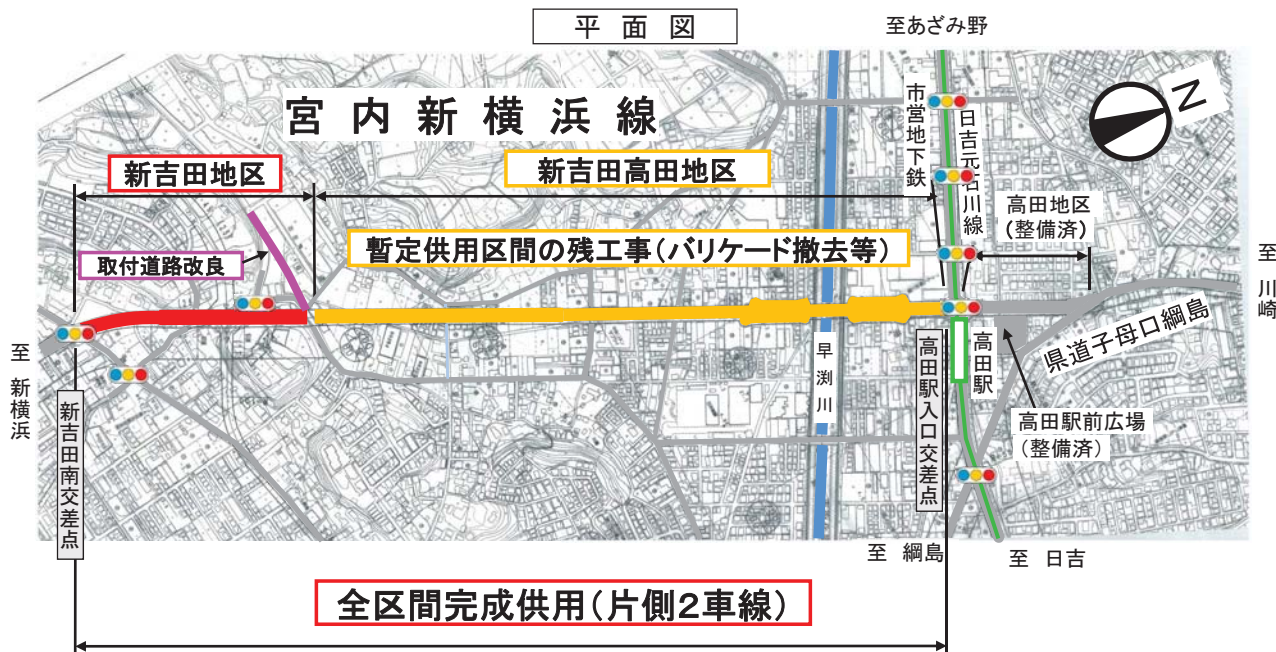 平面図
至あざみ野
宮内新横浜線
市営地下鉄
日吉元石川線
N
新吉田地区
新吉田高田地区
高田地区
(整備済)
取付道路改良
暫定供用区間の残工事(バリケード撤去等)
至 川崎
至 新横浜
新吉田南交差点
早渕川
高田駅入口交差点
高田駅
県道子母口綱島
高田駅前広場
(整備済)
至 綱島
至 日吉
全区間完成供用(片側2車線)